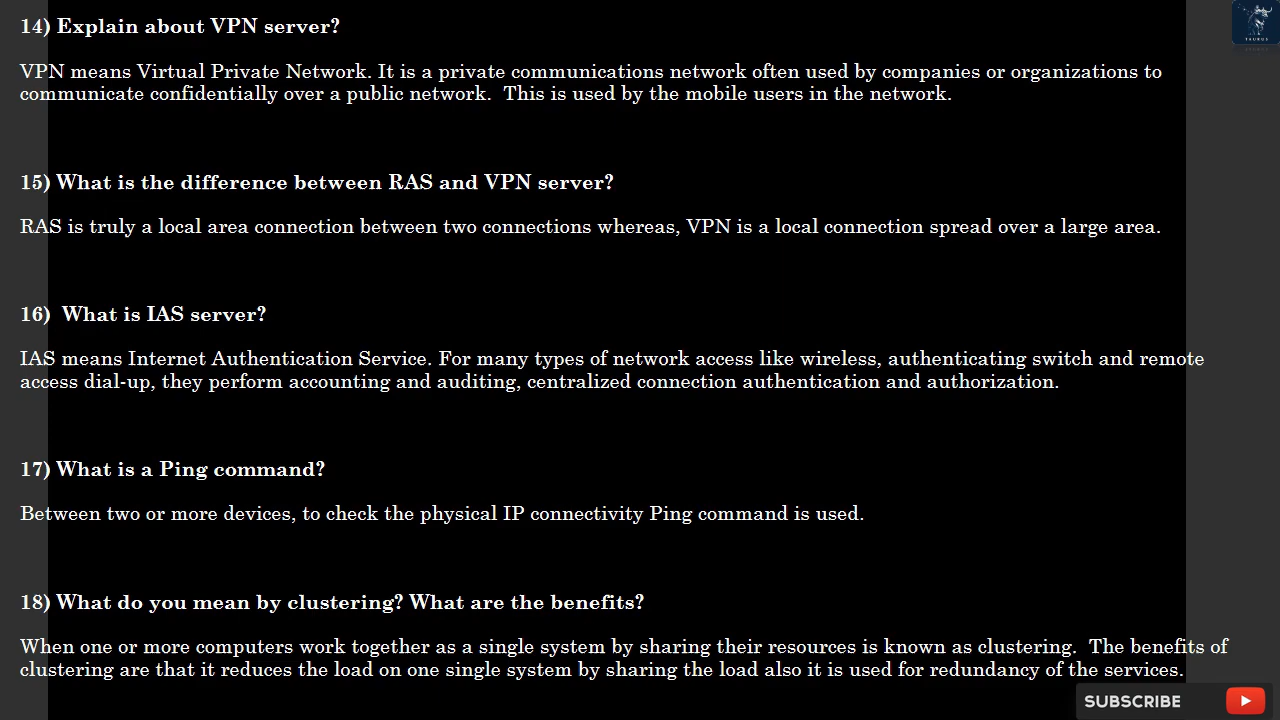 14) Explain about VPN server?
VPN means Virtual Private Network. It is a private communications network often used by companies or organizations to
communicate confidentially over a public network.  This is used by the mobile users in the network.
15) What is the difference between RAS and VPN server?
RAS is truly a local area connection between two connections whereas, VPN is a local connection spread over a large area.
16)  What is IAS server?
IAS means Internet Authentication Service. For many types of network access like wireless, authenticating switch and remote
access dial-up, they perform accounting and auditing, centralized connection authentication and authorization.
17) What is a Ping command?
Between two or more devices, to check the physical IP connectivity Ping command is used.
18) What do you mean by clustering? What are the benefits?
When one or more computers work together as a single system by sharing their resources is known as clustering.  The benefits of
clustering are that it reduces the load on one single system by sharing the load also it is used for redundancy of the services.
TAURUS
SUBSCRIBE